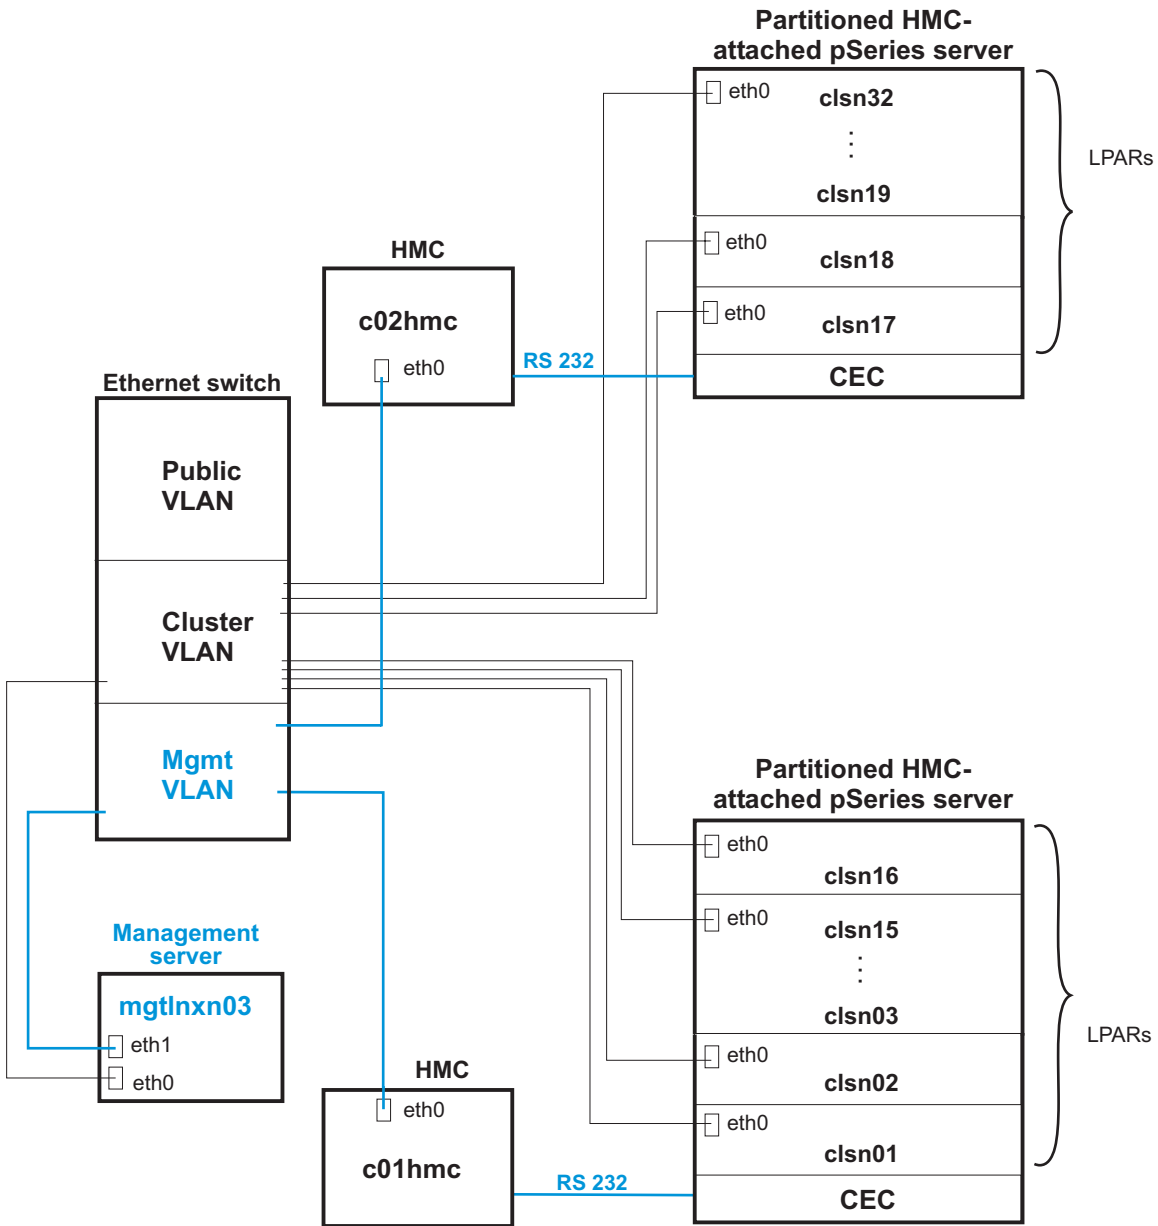 Partitioned HMC-
attached pSeries server
eth0
clsn32
clsn19
LPARs
eth0
clsn18
eth0
clsn17
CEC
HMC
c02hmc
eth0
RS 232
Ethernet switch
Public
VLAN
Cluster
VLAN
Mgmt
VLAN
Management
server
mgtlnxn03
eth1
eth0
HMC
eth0
c01hmc
RS 232
Partitioned HMC-
attached pSeries server
eth0
clsn16
eth0
clsn15
clsn03
LPARs
eth0
clsn02
eth0
clsn01
CEC